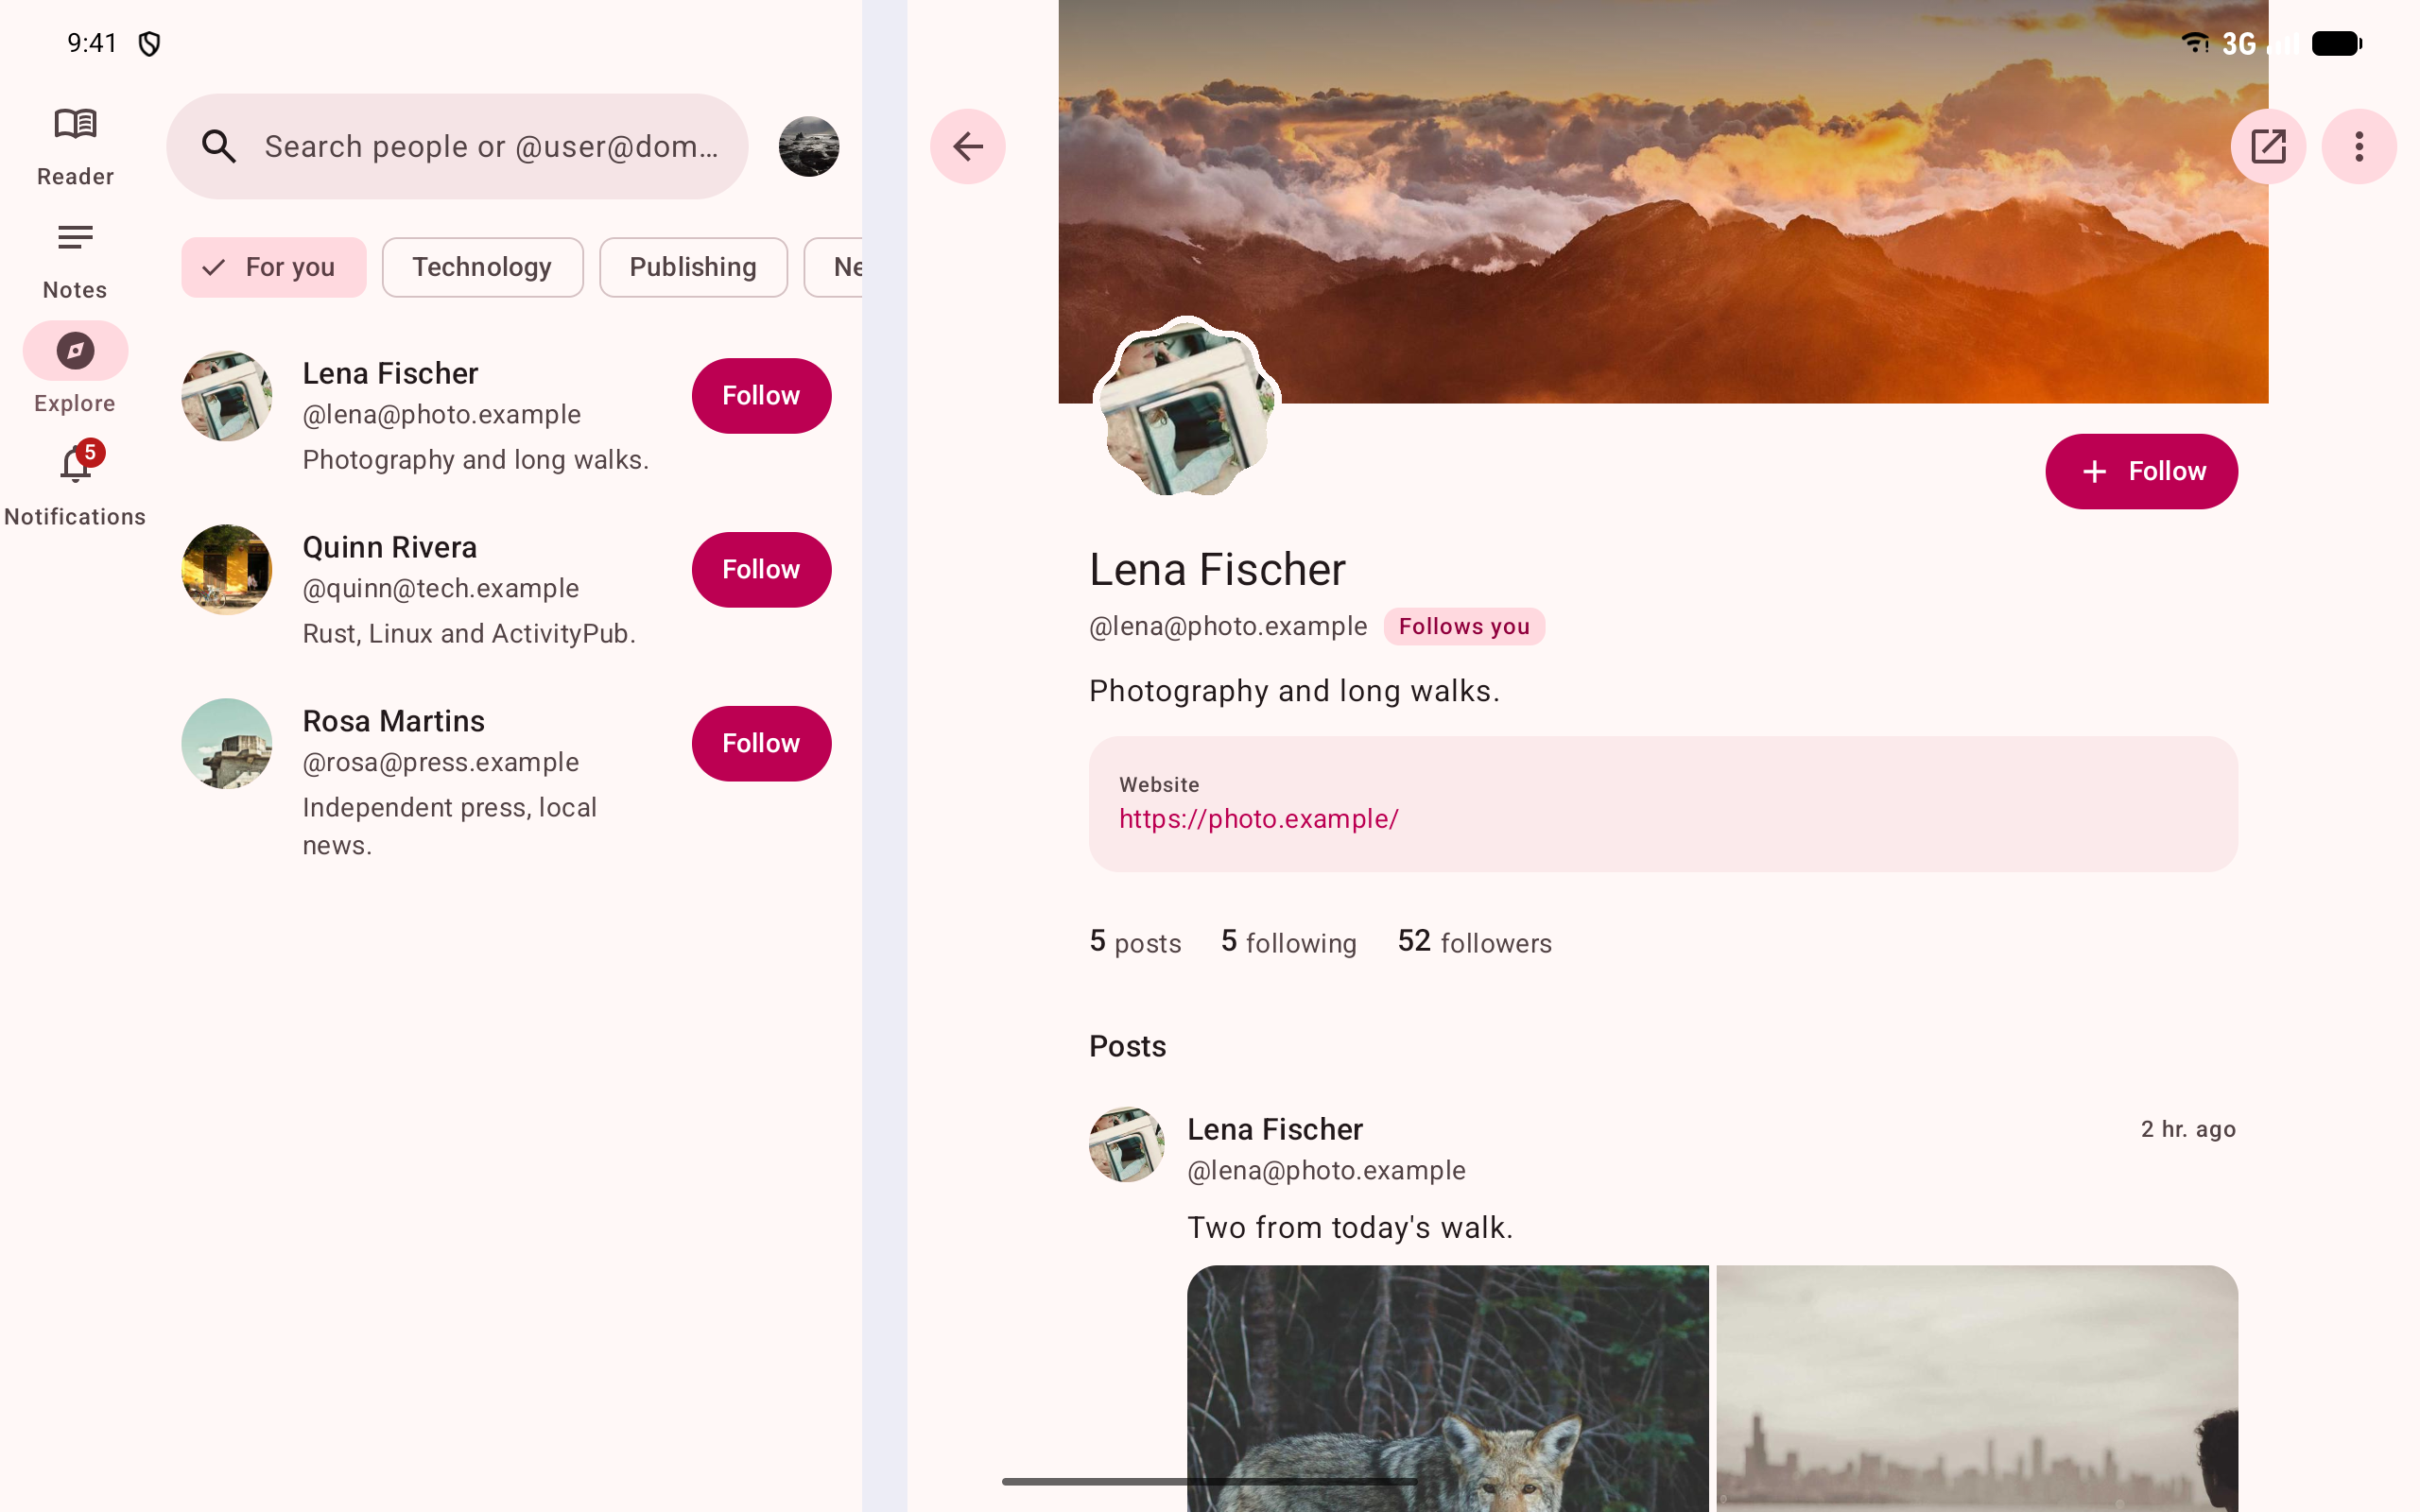 9:41
3G
Reader
Notes
Explore
5
Notifications
Search people or @user@dom...
For you
Technology
Publishing
Ne
Lena Fischer
@lena@photo.example
Photography and long walks.
Follow
Quinn Rivera
@quinn@tech.example
Rust, Linux and ActivityPub.
Follow
Rosa Martins
@rosa@press.example
Independent press, local
news.
Follow
Follow
Lena Fischer
@lena@photo.example Follows you
Photography and long walks.
Website
https://photo.example/
5 posts 5 following 52 followers
Posts
Lena Fischer 2 hr. ago
@lena@photo.example
Two from today's walk.